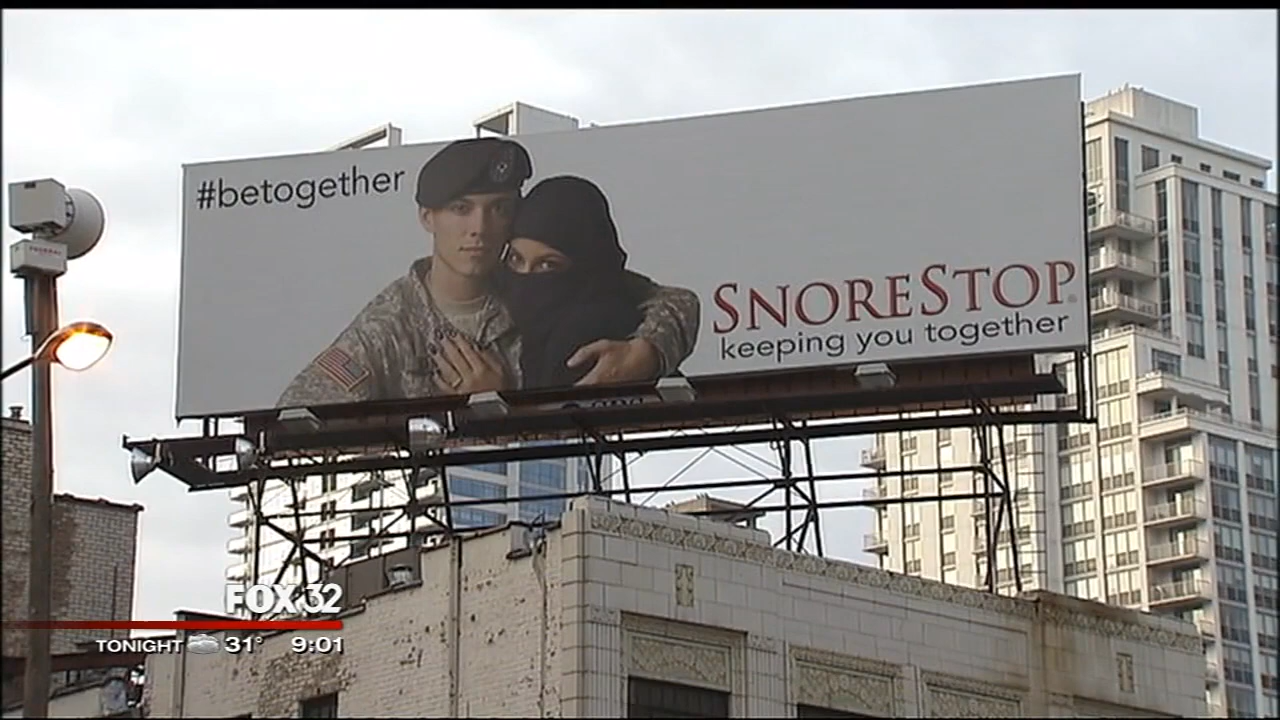 #betogether
SNORESTOP®
keeping you together
FOX 32
TONIGHT 31° 9:01